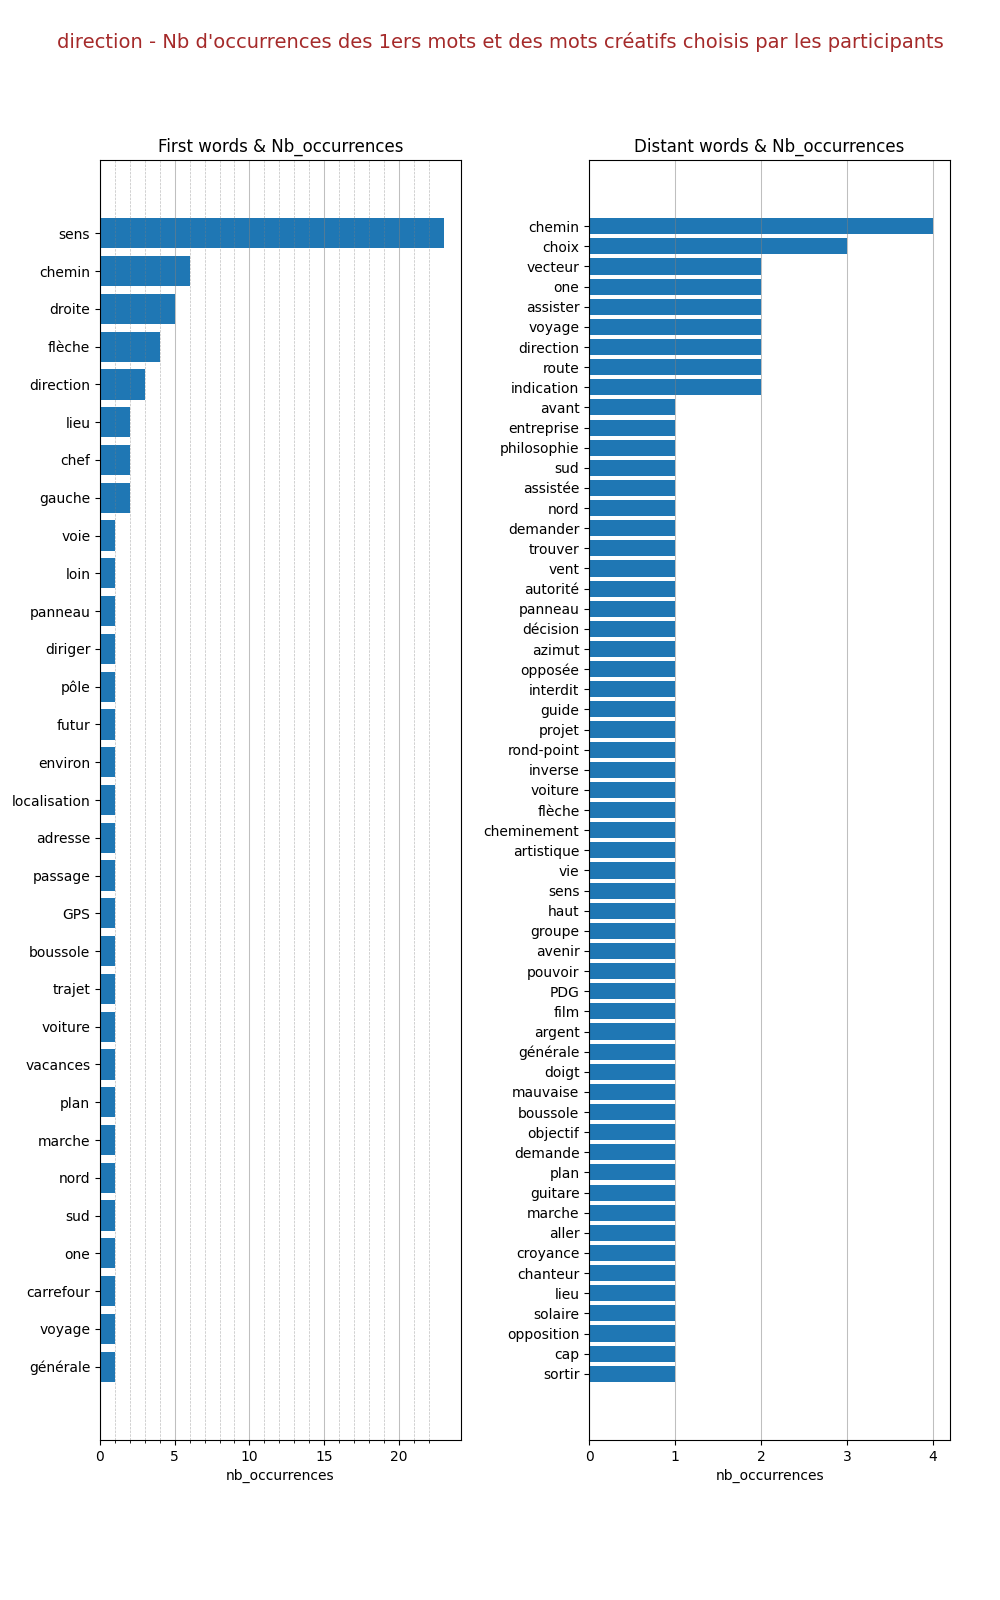 direction - Nb d'occurrences des 1ers mots et des mots créatifs choisis par les participants
First words & Nb_occurrences
sens
chemin
droite
flèche
direction
lieu
chef
gauche
voie
loin
panneau
diriger
pôle
futur
environ
localisation
adresse
passage
GPS
boussole
trajet
voiture
vacances
plan
marche
nord
sud
one
carrefour
voyage
générale
0 5 10 15 20
nb_occurrences
Distant words & Nb_occurrences
chemin
choix
vecteur
one
assister
voyage
direction
route
indication
avant
entreprise
philosophie
sud
assistée
nord
demander
trouver
vent
autorité
panneau
décision
azimut
opposée
interdit
guide
projet
rond-point
inverse
voiture
flèche
cheminement
artistique
vie
sens
haut
groupe
avenir
pouvoir
PDG
film
argent
générale
doigt
mauvaise
boussole
objectif
demande
plan
guitare
marche
aller
croyance
chanteur
lieu
solaire
opposition
cap
sortir
0 1 2 3 4
nb_occurrences